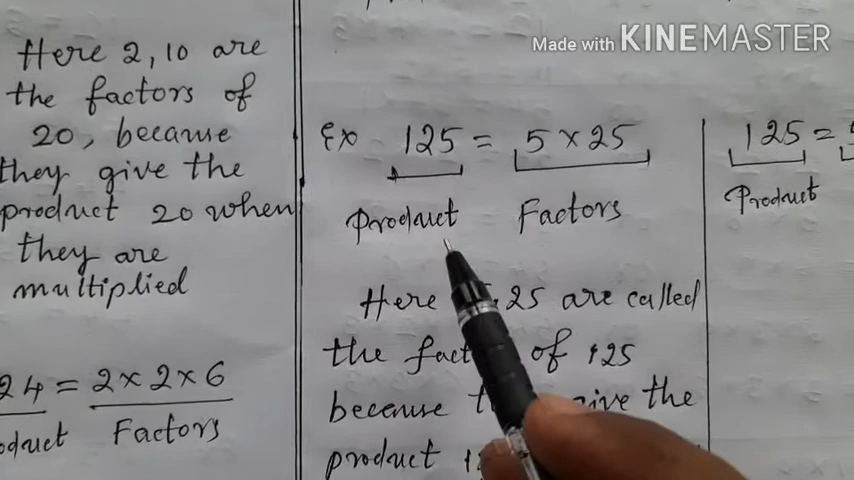 Made with KINEMASTER
Here 2, 10 are
the factors of
20, because
they give the
product 20 when
they are
multiplied
24 = 2 × 2 × 6
Factors
Ex 125 = 5 × 25
Product Factors
Here 25 are called
the of 125
because the
product
125 =
Product